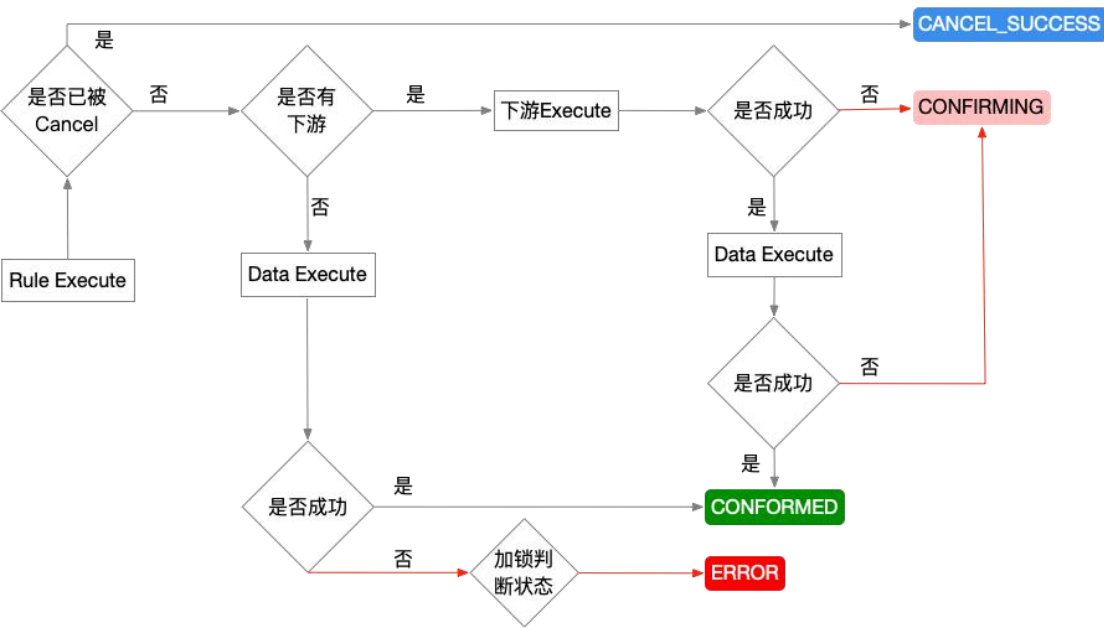 CANCEL_SUCCESS
是
是否已被
Cancel
否
是否有
下游
是
下游Execute
是否成功
否
CONFIRMING
否
是
Rule Execute
Data Execute
Data Execute
是否成功
否
是
是否成功
是
CONFORMED
否
加锁判
断状态
ERROR